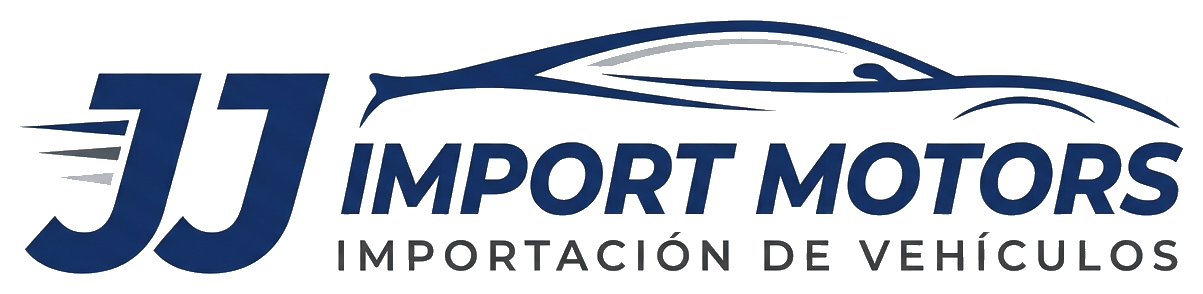 JJ
IMPORT MOTORS
IMPORTACIÓN DE VEHÍCULOS